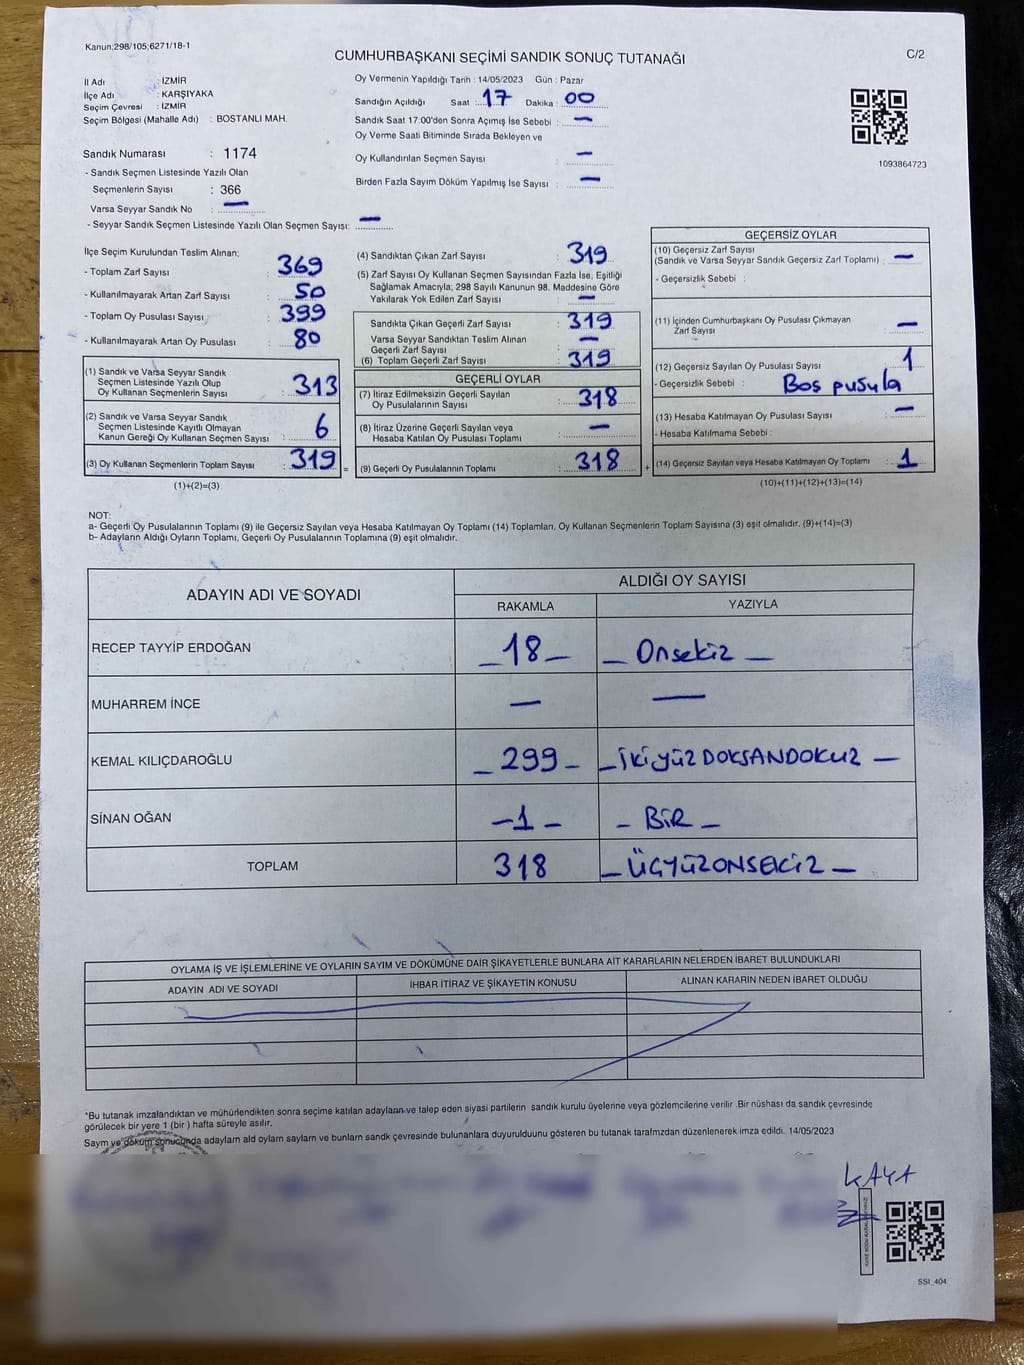 Kanun;298/105;6271/18-1
CUMHURBAŞKANI SEÇİMİ SANDIK SONUÇ TUTANAĞI
C/2
İl Adı : İZMİR
İlçe Adı : KARŞIYAKA
Seçim Çevresi : İZMİR
Seçim Bölgesi (Mahalle Adı) : BOSTANLI MAH.
Sandık Numarası : 1174
- Sandık Seçmen Listesinde Yazılı Olan
Seçmenlerin Sayısı : 366
Varsa Seyyar Sandık No : —
- Seyyar Sandık Seçmen Listesinde Yazılı Olan Seçmen Sayısı: —
Oy Vermenin Yapıldığı Tarih : 14/05/2023 Gün : Pazar
Sandığın Açıldığı Saat : 17 Dakika : 00
Sandık Saat 17:00'den Sonra Açımış İse Sebebi : —
Oy Verme Saati Bitiminde Sırada Bekleyen ve
Oy Kullandırılan Seçmen Sayısı : —
Birden Fazla Sayım Döküm Yapılmış İse Sayısı : —
1093864723
İlçe Seçim Kurulundan Teslim Alınan;
- Toplam Zarf Sayısı : 369
- Kullanılmayarak Artan Zarf Sayısı : 50
- Toplam Oy Pusulası Sayısı : 399
- Kullanılmayarak Artan Oy Pusulası : 80
(1) Sandık ve Varsa Seyyar Sandık
Seçmen Listesinde Yazılı Olup
Oy Kullanan Seçmenlerin Sayısı : 313
(2) Sandık ve Varsa Seyyar Sandık
Seçmen Listesinde Kayıtlı Olmayan
Kanun Gereği Oy Kullanan Seçmen Sayısı : 6
(3) Oy Kullanan Seçmenlerin Toplam Sayısı : 319 =
(1)+(2)=(3)
(4) Sandıktan Çıkan Zarf Sayısı : 319
(5) Zarf Sayısı Oy Kullanan Seçmen Sayısından Fazla İse, Eşitliği
Sağlamak Amacıyla; 298 Sayılı Kanunun 98. Maddesine Göre
Yakılarak Yok Edilen Zarf Sayısı : —
Sandıkta Çıkan Geçerli Zarf Sayısı : 319
Varsa Seyyar Sandıktan Teslim Alınan
Geçerli Zarf Sayısı : —
(6) Toplam Geçerli Zarf Sayısı : 319
GEÇERLİ OYLAR
(7) İtiraz Edilmeksizin Geçerli Sayılan
Oy Pusulalarının Sayısı : 318
(8) İtiraz Üzerine Geçerli Sayılan veya
Hesaba Katılan Oy Pusulası Toplamı : —
(9) Geçerli Oy Pusulalarının Toplamı : 318 +
GEÇERSİZ OYLAR
(10) Geçersiz Zarf Sayısı
(Sandık ve Varsa Seyyar Sandık Geçersiz Zarf Toplamı) : —
- Geçersizlik Sebebi :
(11) İçinden Cumhurbaşkanı Oy Pusulası Çıkmayan
Zarf Sayısı : —
(12) Geçersiz Sayılan Oy Pusulası Sayısı : 1
- Geçersizlik Sebebi : Boş pusula
(13) Hesaba Katılmayan Oy Pusulası Sayısı : —
- Hesaba Katılmama Sebebi :
(14) Geçersiz Sayılan veya Hesaba Katılmayan Oy Toplamı : 1
(10)+(11)+(12)+(13)=(14)
NOT:
a- Geçerli Oy Pusulalarının Toplamı (9) ile Geçersiz Sayılan veya Hesaba Katılmayan Oy Toplamı (14) Toplamları, Oy Kullanan Seçmenlerin Toplam Sayısına (3) eşit olmalıdır. (9)+(14)=(3)
b- Adayların Aldığı Oyların Toplamı, Geçerli Oy Pusulalarının Toplamına (9) eşit olmalıdır.
ADAYIN ADI VE SOYADI
ALDIĞI OY SAYISI
RAKAMLA YAZIYLA
RECEP TAYYİP ERDOĞAN — 18 — — Onsekiz —
MUHARREM İNCE — —
KEMAL KILIÇDAROĞLU — 299 — — İKİYÜZ DOKSANDOKUZ —
SİNAN OĞAN — 1 — — BİR —
TOPLAM 318 — ÜÇYÜZONSEKİZ —
OYLAMA İŞ VE İŞLEMLERİNE VE OYLARIN SAYIM VE DÖKÜMÜNE DAİR ŞİKAYETLERLE BUNLARA AİT KARARLARIN NELERDEN İBARET BULUNDUKLARI
ADAYIN ADI VE SOYADI İHBAR İTİRAZ VE ŞİKAYETİN KONUSU ALINAN KARARIN NEDEN İBARET OLDUĞU
*Bu tutanak imzalandıktan ve mühürlendikten sonra seçime katılan adayların ve talep eden siyasi partilerin sandık kurulu üyelerine veya gözlemcilerine verilir .Bir nüshası da sandık çevresinde
görülecek bir yere 1 (bir ) hafta süreyle asılır.
Sayım ve döküm sonucunda adayların ald oyların sayların ve bunların sandk çevresinde bulunanlara duyurulduunu gösteren bu tutanak tarafmzdan düzenlenerek imza edildi. 14/05/2023
KAYA
SSİ_404